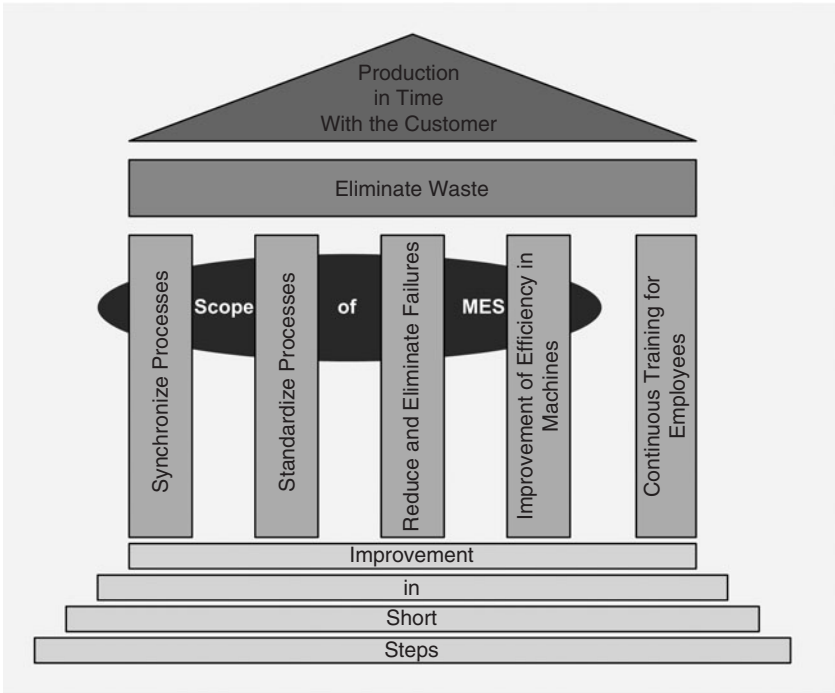 Production
in Time
With the Customer
Eliminate Waste
Synchronize Processes
Scope
Standardize Processes
of
Reduce and Eliminate Failures
MES
Improvement of Efficiency in
Machines
Continuous Training for
Employees
Improvement
in
Short
Steps